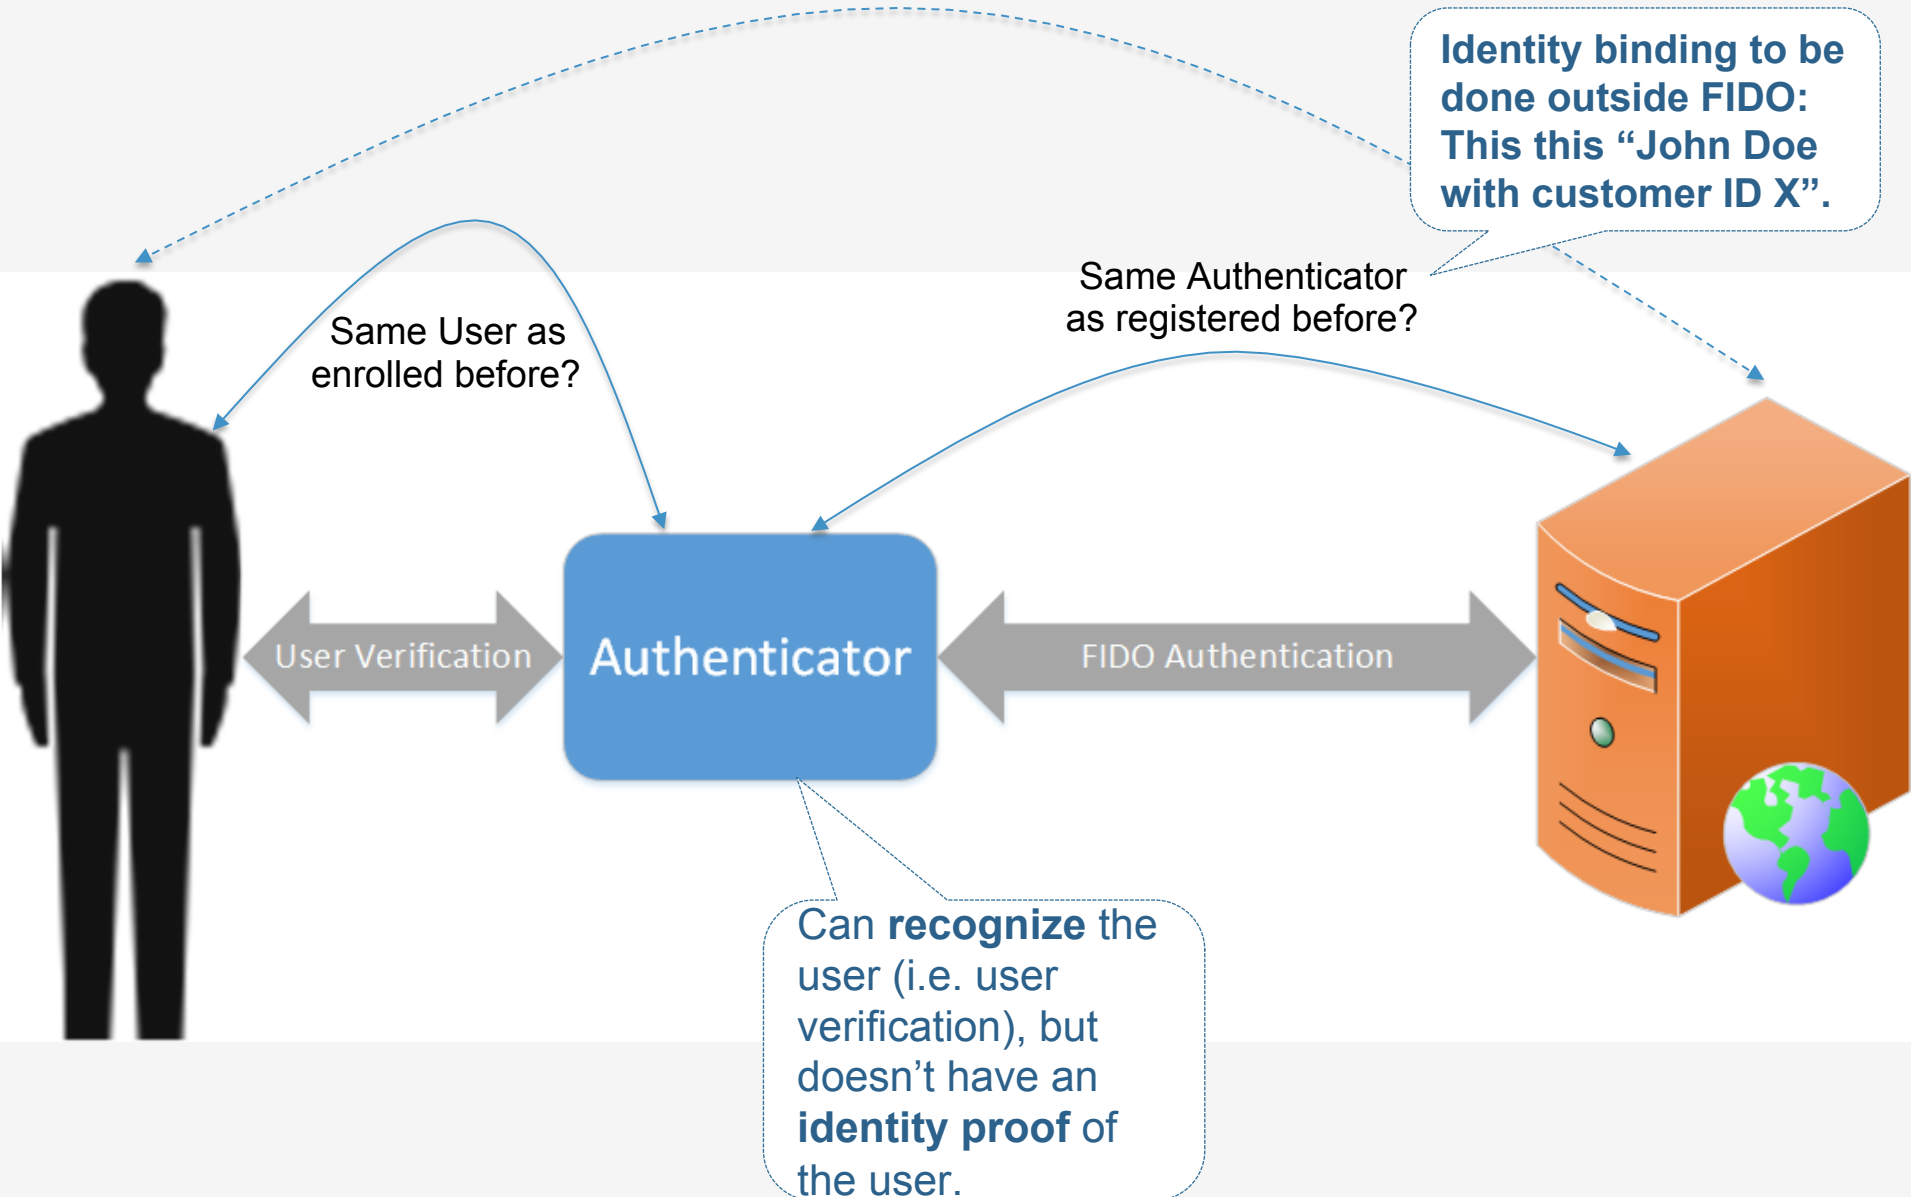 Identity binding to be
done outside FIDO:
This this “John Doe
with customer ID X”.
Same Authenticator
as registered before?
Same User as
enrolled before?
User Verification
Authenticator
FIDO Authentication
Can recognize the
user (i.e. user
verification), but
doesn’t have an
identity proof of
the user.